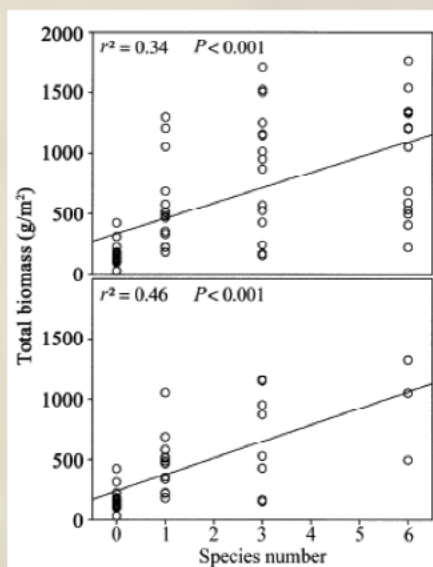 2000
r² = 0.34 P < 0.001
1500
1000
500
0
r² = 0.46 P < 0.001
1500
1000
500
0
Total biomass (g/m²)
0 1 2 3 4 5 6
Species number